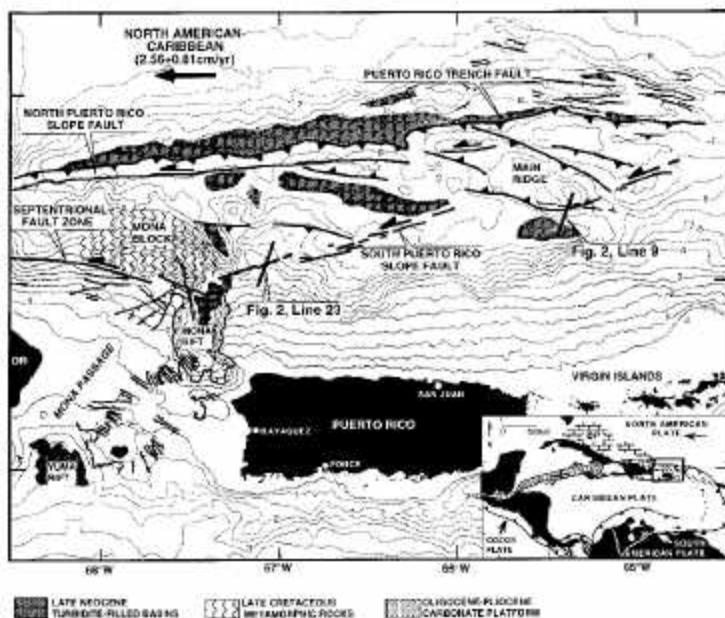 NORTH AMERICAN-
CARIBBEAN
(2.56±0.81cm/yr)
PUERTO RICO TRENCH FAULT
NORTH PUERTO RICO
SLOPE FAULT
MAIN
RIDGE
SEPTENTRIONAL
FAULT ZONE
MONA
BLOCK
SOUTH PUERTO RICO
SLOPE FAULT
Fig. 2, Line 9
Fig. 2, Line 23
MONA
RIFT
DR
MONA PASSAGE
SAN JUAN
VIRGIN ISLANDS
MAYAGUEZ
PUERTO RICO
PONCE
YUMA
RIFT
NORTH AMERICAN
PLATE
CARIBBEAN PLATE
COCOS
PLATE
SOUTH
AMERICAN PLATE
68°W
67°W
66°W
65°W
LATE NEOGENE
TURBIDITE-FILLED BASINS
LATE CRETACEOUS
METAMORPHIC ROCKS
OLIGOCENE-PLIOCENE
CARBONATE PLATFORM